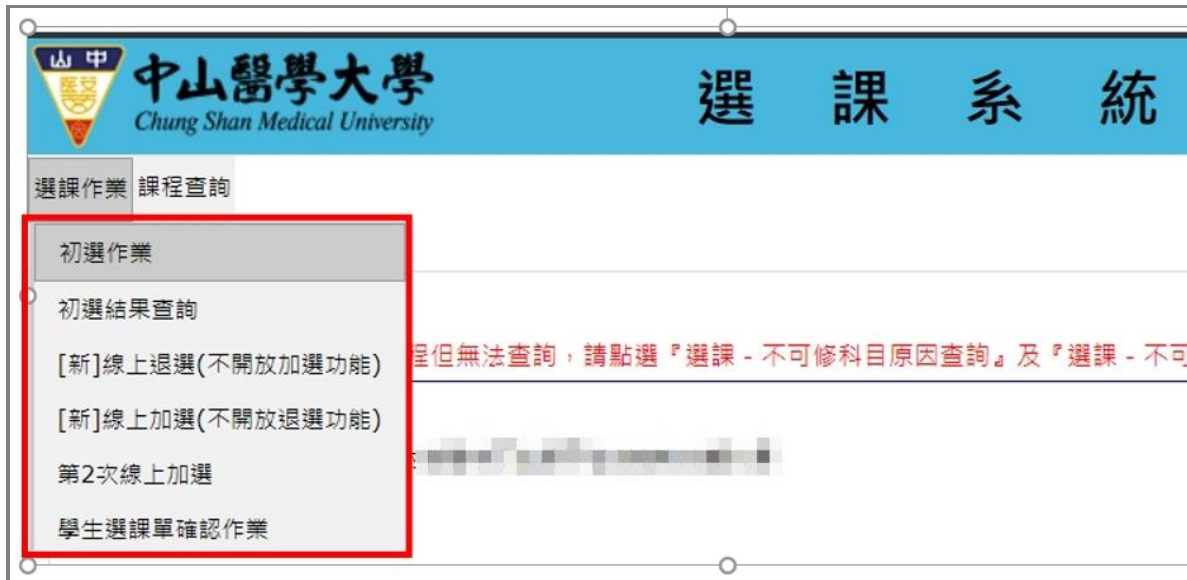 山中
醫
中山醫學大學
Chung Shan Medical University
選課系統
選課作業 課程查詢
初選作業
初選結果查詢
程但無法查詢，請點選『選課 - 不可修科目原因查詢』及『選課 - 不可
[新]線上退選(不開放加選功能)
[新]線上加選(不開放退選功能)
第2次線上加選
學生選課單確認作業